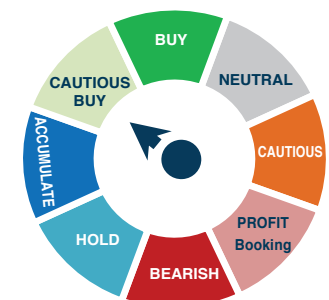 BUY
NEUTRAL
CAUTIOUS
PROFIT
Booking
BEARISH
HOLD
ACCUMULATE
CAUTIOUS
BUY